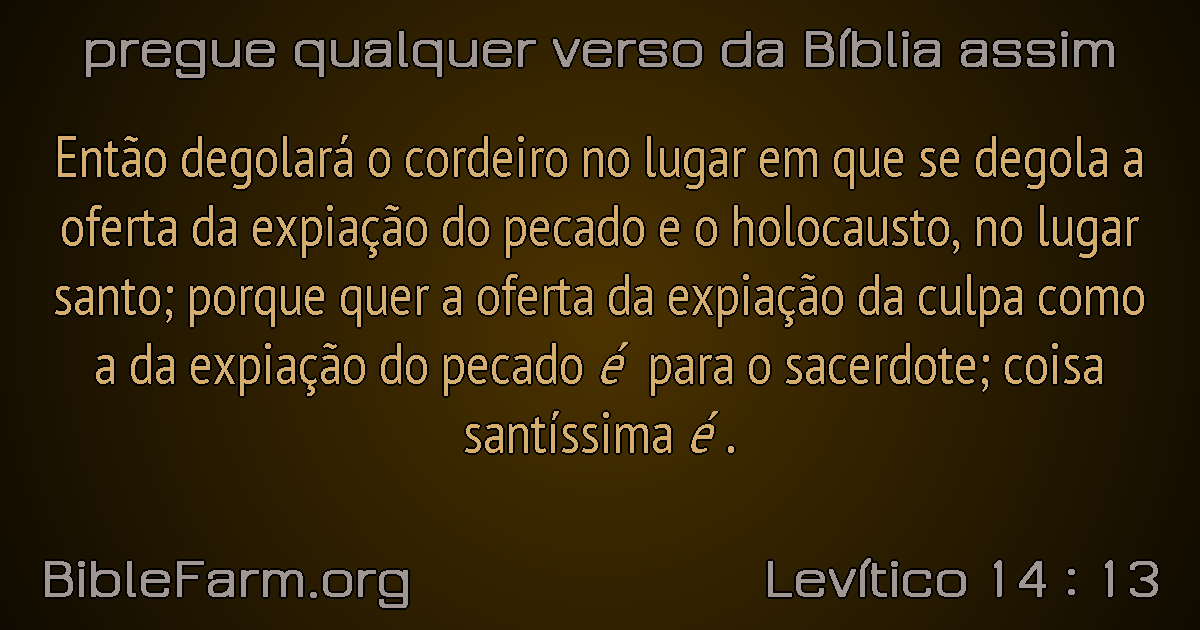 pregue qualquer verso da Bíblia assim
Então degolará o cordeiro no lugar em que se degola a
oferta da expiação do pecado e o holocausto, no lugar
santo; porque quer a oferta da expiação da culpa como
a da expiação do pecado é para o sacerdote; coisa
santíssima é .
BibleFarm.org
Levítico 14 : 13